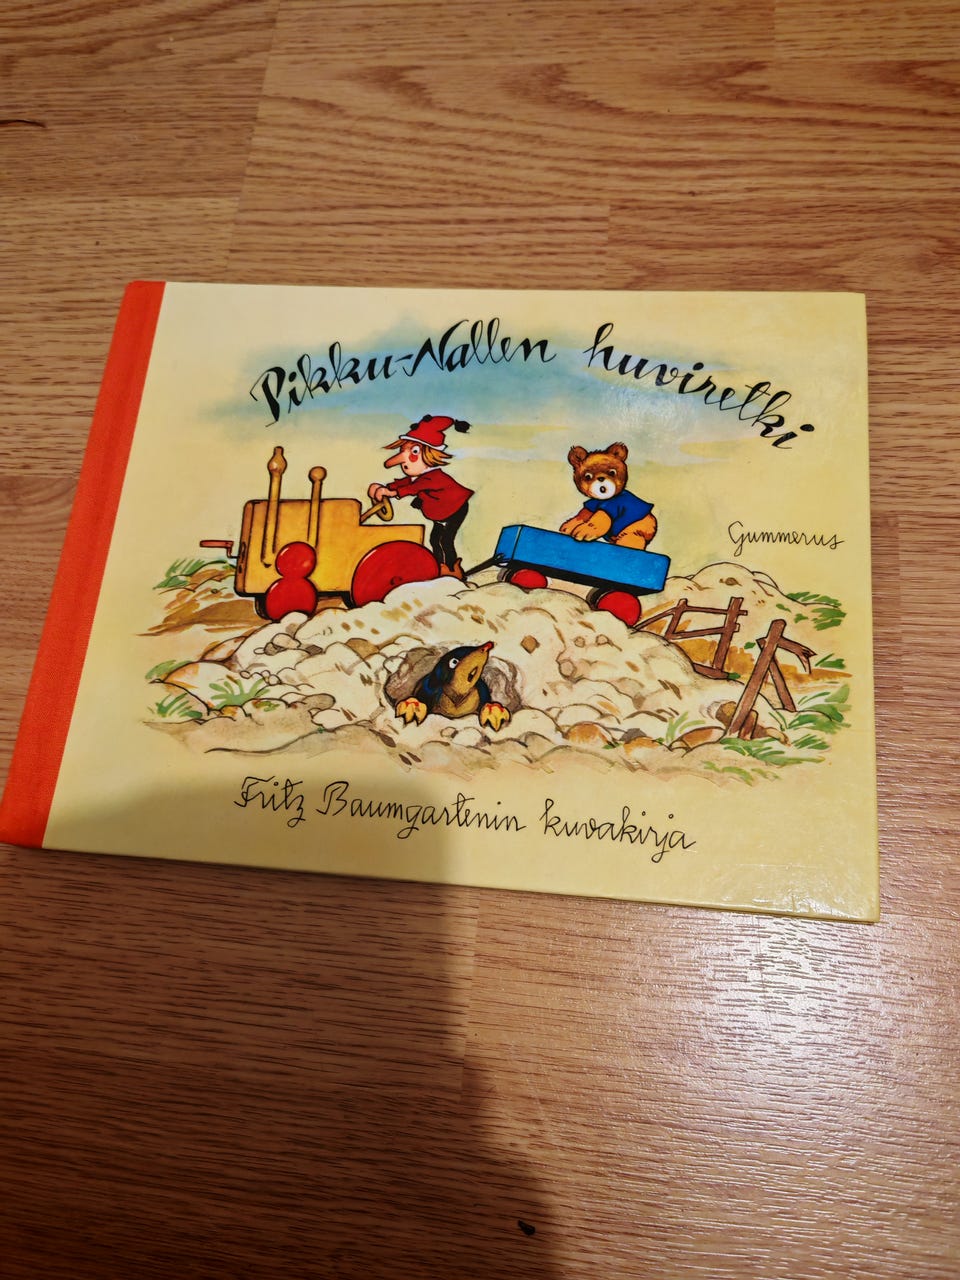 Pikku-Nallen huviretki
Gummerus
Fritz Baumgartenin kuvakirja